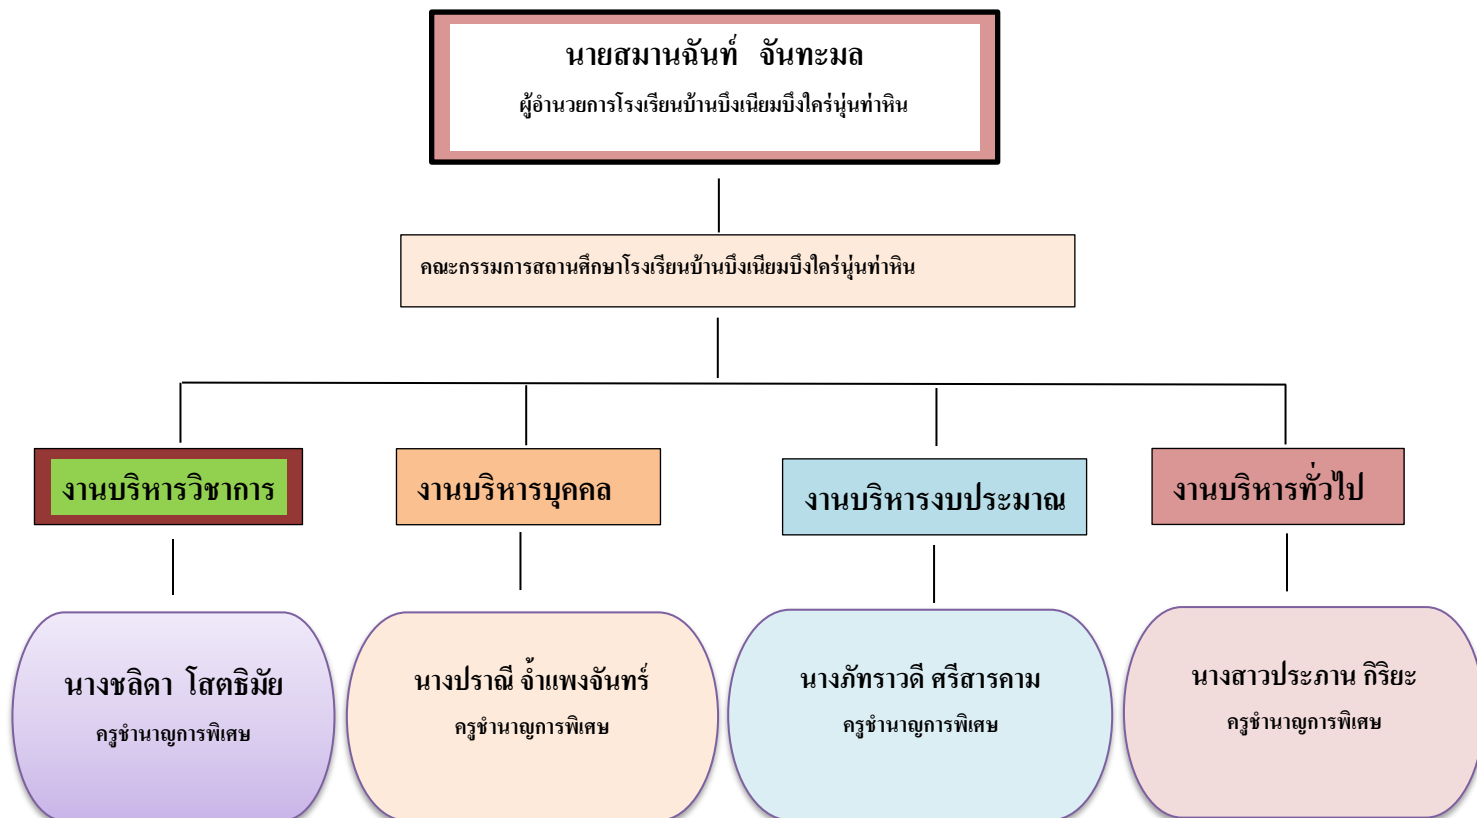 นายสมานฉันท์ จันทะมล
ผู้อำนวยการโรงเรียนบ้านบึงเนียมบึงใคร่นุ่นท่าหิน
คณะกรรมการสถานศึกษาโรงเรียนบ้านบึงเนียมบึงใคร่นุ่นท่าหิน
งานบริหารวิชาการ
งานบริหารบุคคล
งานบริหารงบประมาณ
งานบริหารทั่วไป
นางชลิดา โสตธิมัย
ครูชำนาญการพิเศษ
นางปราณี จ้ำแพงจันทร์
ครูชำนาญการพิเศษ
นางภัทราวดี ศรีสารคาม
ครูชำนาญการพิเศษ
นางสาวประภาน กิริยะ
ครูชำนาญการพิเศษ